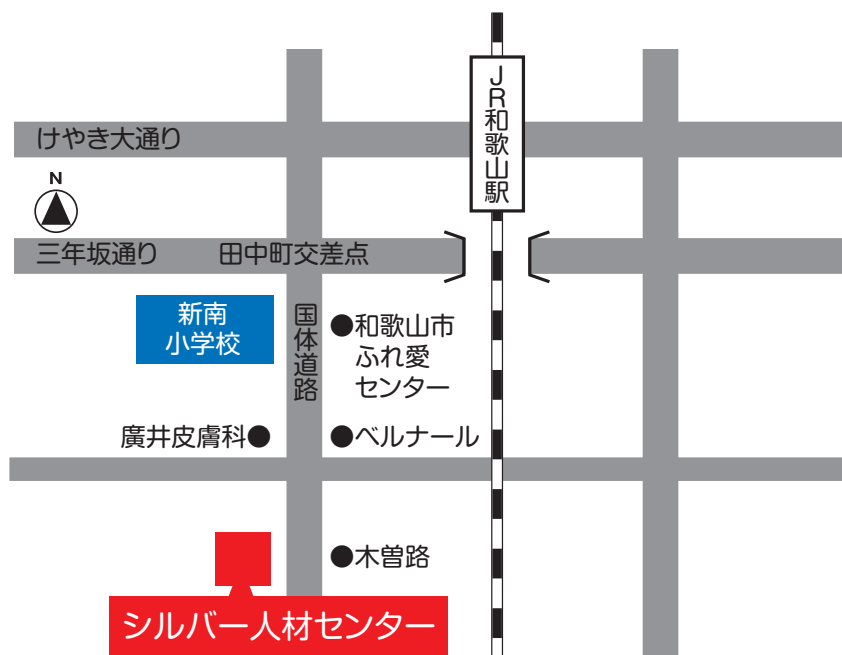 JR和歌山駅
けやき大通り
N
三年坂通り
田中町交差点
新南
小学校
国体道路
●和歌山市
ふれ愛
センター
廣井皮膚科●
●ベルナール
●木曽路
シルバー人材センター